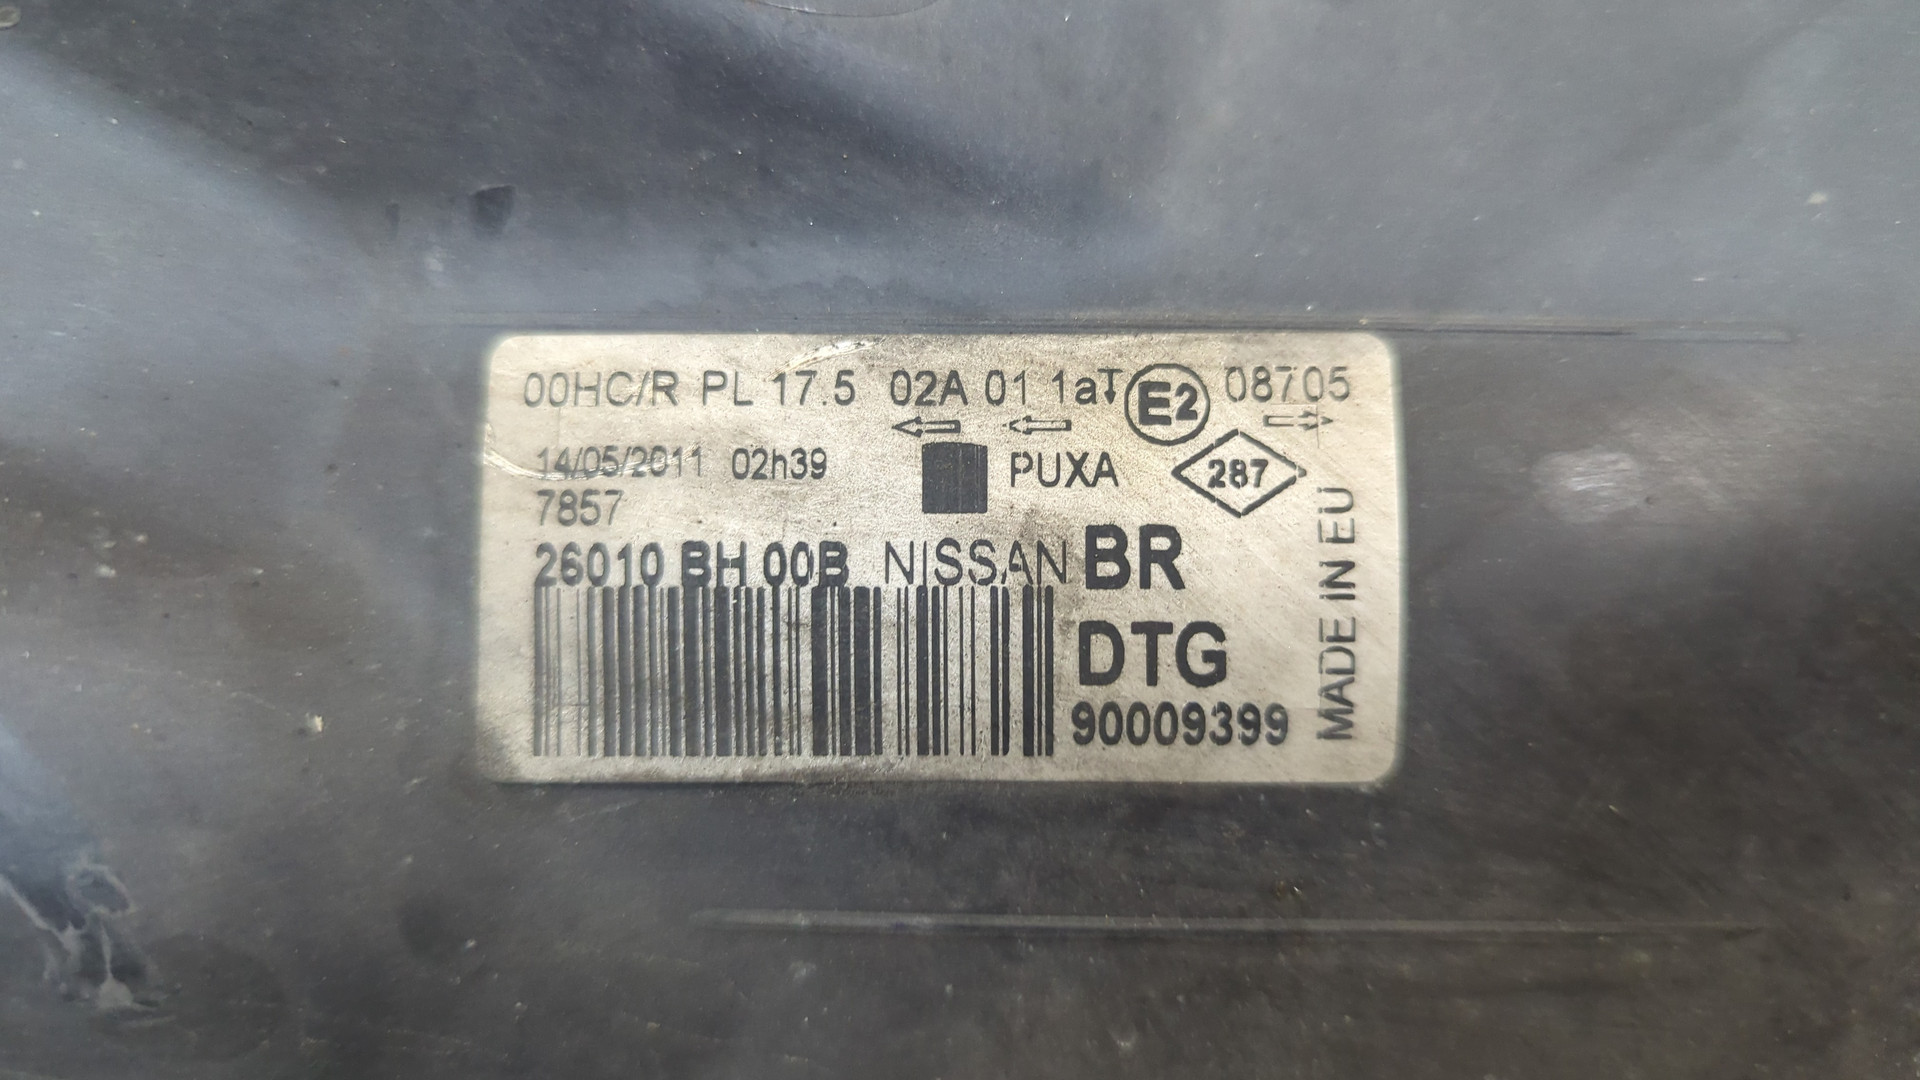 00HC/R PL 17.5 02A 01 1aT E2 08705
14/05/2011 02h39 PUXA 287
7857
26010 BH 00B NISSAN BR
DTG
90009399
MADE IN EU